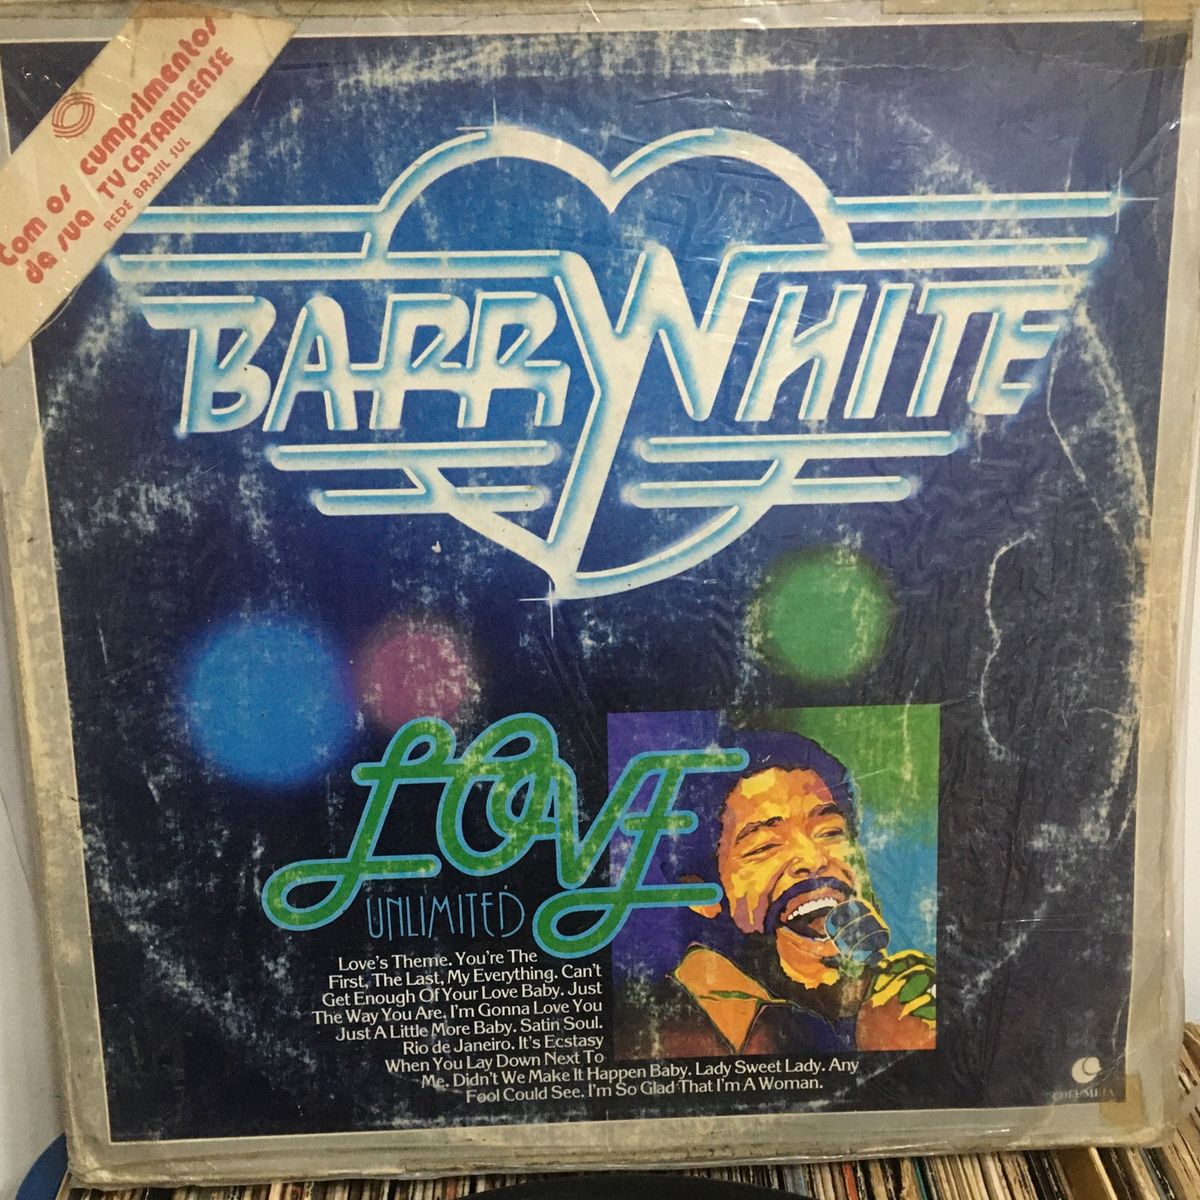 Com os cumprimentos
da sua TV CATARINENSE
REDE BRASIL SUL
BARRY WHITE
LOVE
UNLIMITED
Love's Theme. You're The
First, The Last, My Everything. Can't
Get Enough Of Your Love Baby. Just
The Way You Are. I'm Gonna Love You
Just A Little More Baby. Satin Soul.
Rio de Janeiro. It's Ecstasy
When You Lay Down Next To
Me. Didn't We Make It Happen Baby. Lady Sweet Lady. Any
Fool Could See. I'm So Glad That I'm A Woman.
COLUMBIA